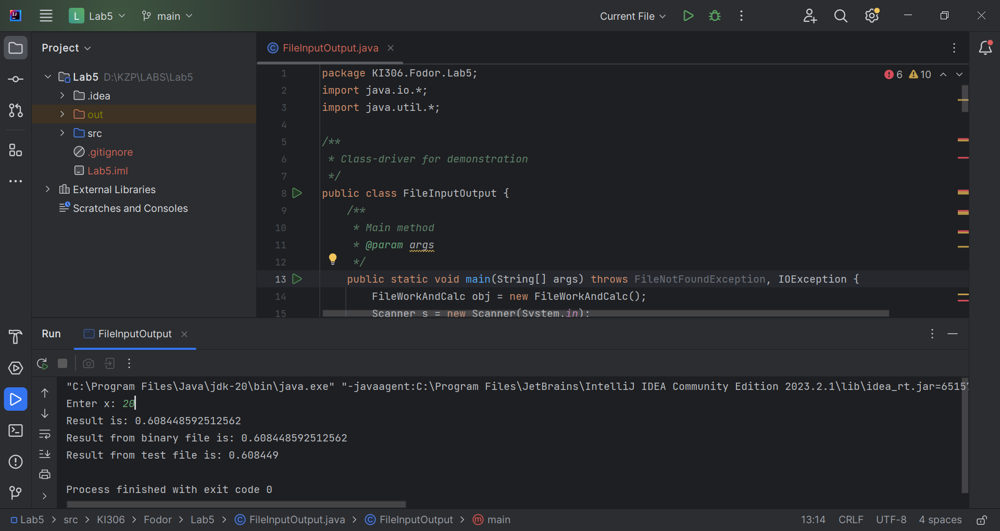 L Lab5 main Current File
Project
Lab5 D:\KZP\LABS\Lab5
.idea
out
src
.gitignore
Lab5.iml
External Libraries
Scratches and Consoles
FileInputOutput.java
6 10
1 package KI306.Fodor.Lab5;
2 import java.io.*;
3 import java.util.*;
4
5 /**
6 * Class-driver for demonstration
7 */
8 public class FileInputOutput {
9 /**
10 * Main method
11 * @param args
12 */
13 public static void main(String[] args) throws FileNotFoundException, IOException {
14 FileWorkAndCalc obj = new FileWorkAndCalc();
15 Scanner s = new Scanner(System.in);
Run FileInputOutput
"C:\Program Files\Java\jdk-20\bin\java.exe" "-javaagent:C:\Program Files\JetBrains\IntelliJ IDEA Community Edition 2023.2.1\lib\idea_rt.jar=6515
Enter x: 20
Result is: 0.608448592512562
Result from binary file is: 0.608448592512562
Result from test file is: 0.608449
Process finished with exit code 0
Lab5 > src > KI306 > Fodor > Lab5 > FileInputOutput.java > FileInputOutput > main 13:14 CRLF UTF-8 4 spaces